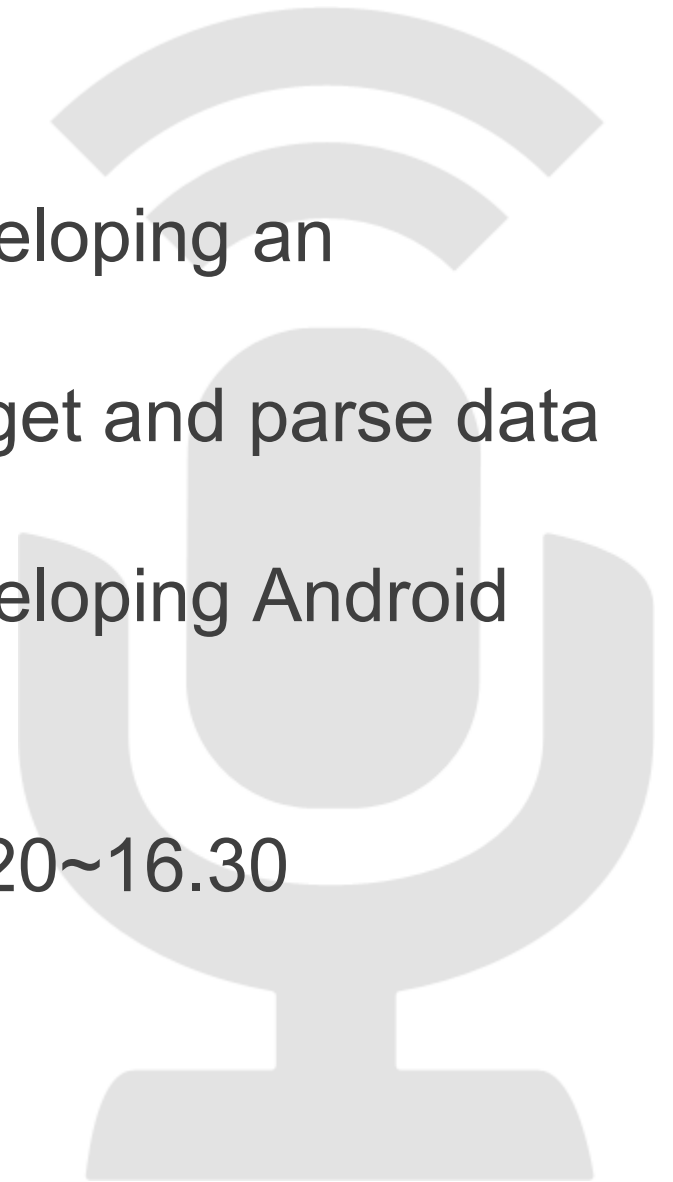 eloping an
get and parse data
eloping Android
20~16.30